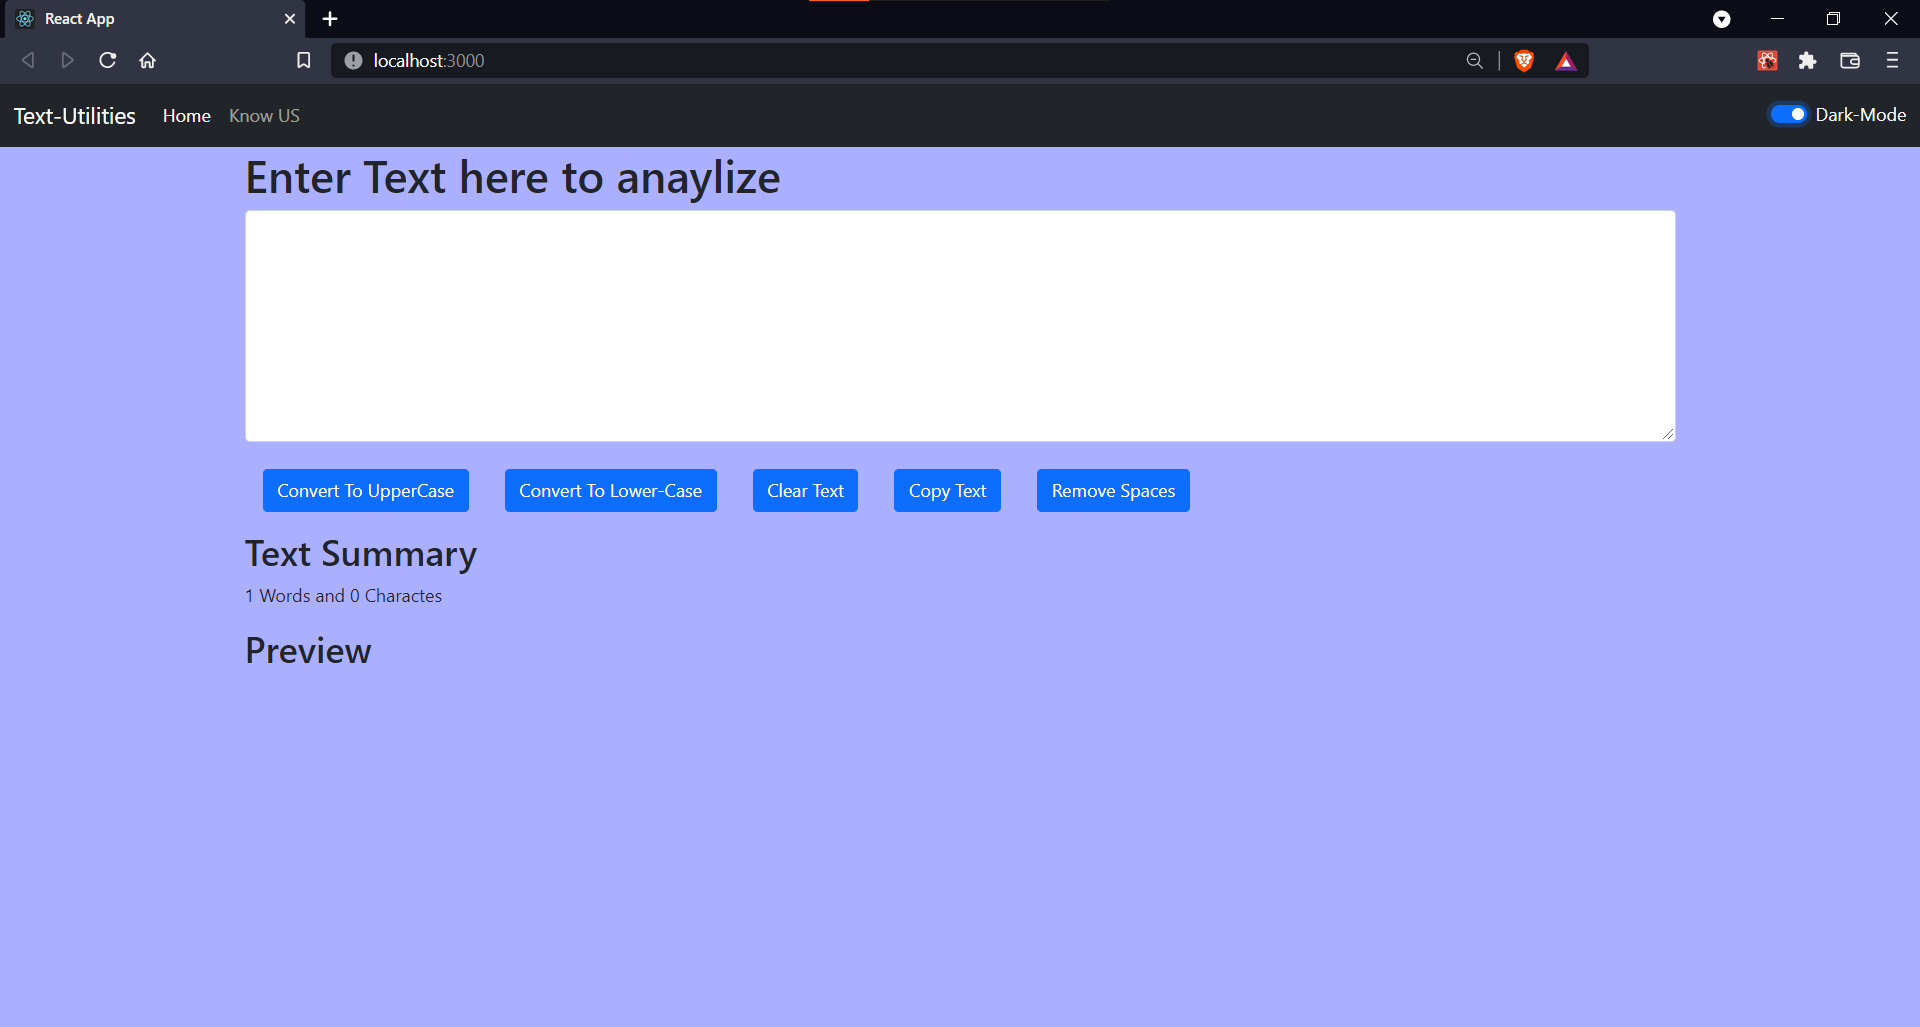 React App
localhost:3000
Text-Utilities Home Know US Dark-Mode
Enter Text here to anaylize
Convert To UpperCase Convert To Lower-Case Clear Text Copy Text Remove Spaces
Text Summary
1 Words and 0 Charactes
Preview